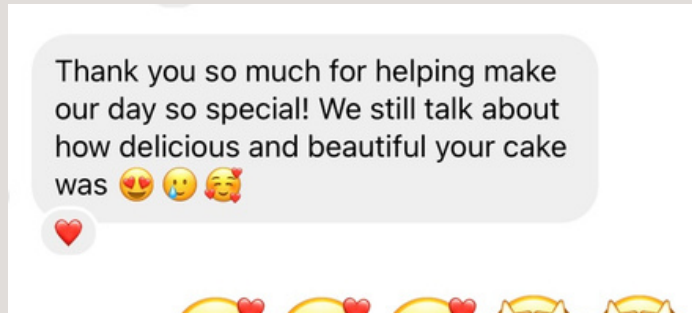 Thank you so much for helping make
our day so special! We still talk about
how delicious and beautiful your cake
was 😍🥲🥰